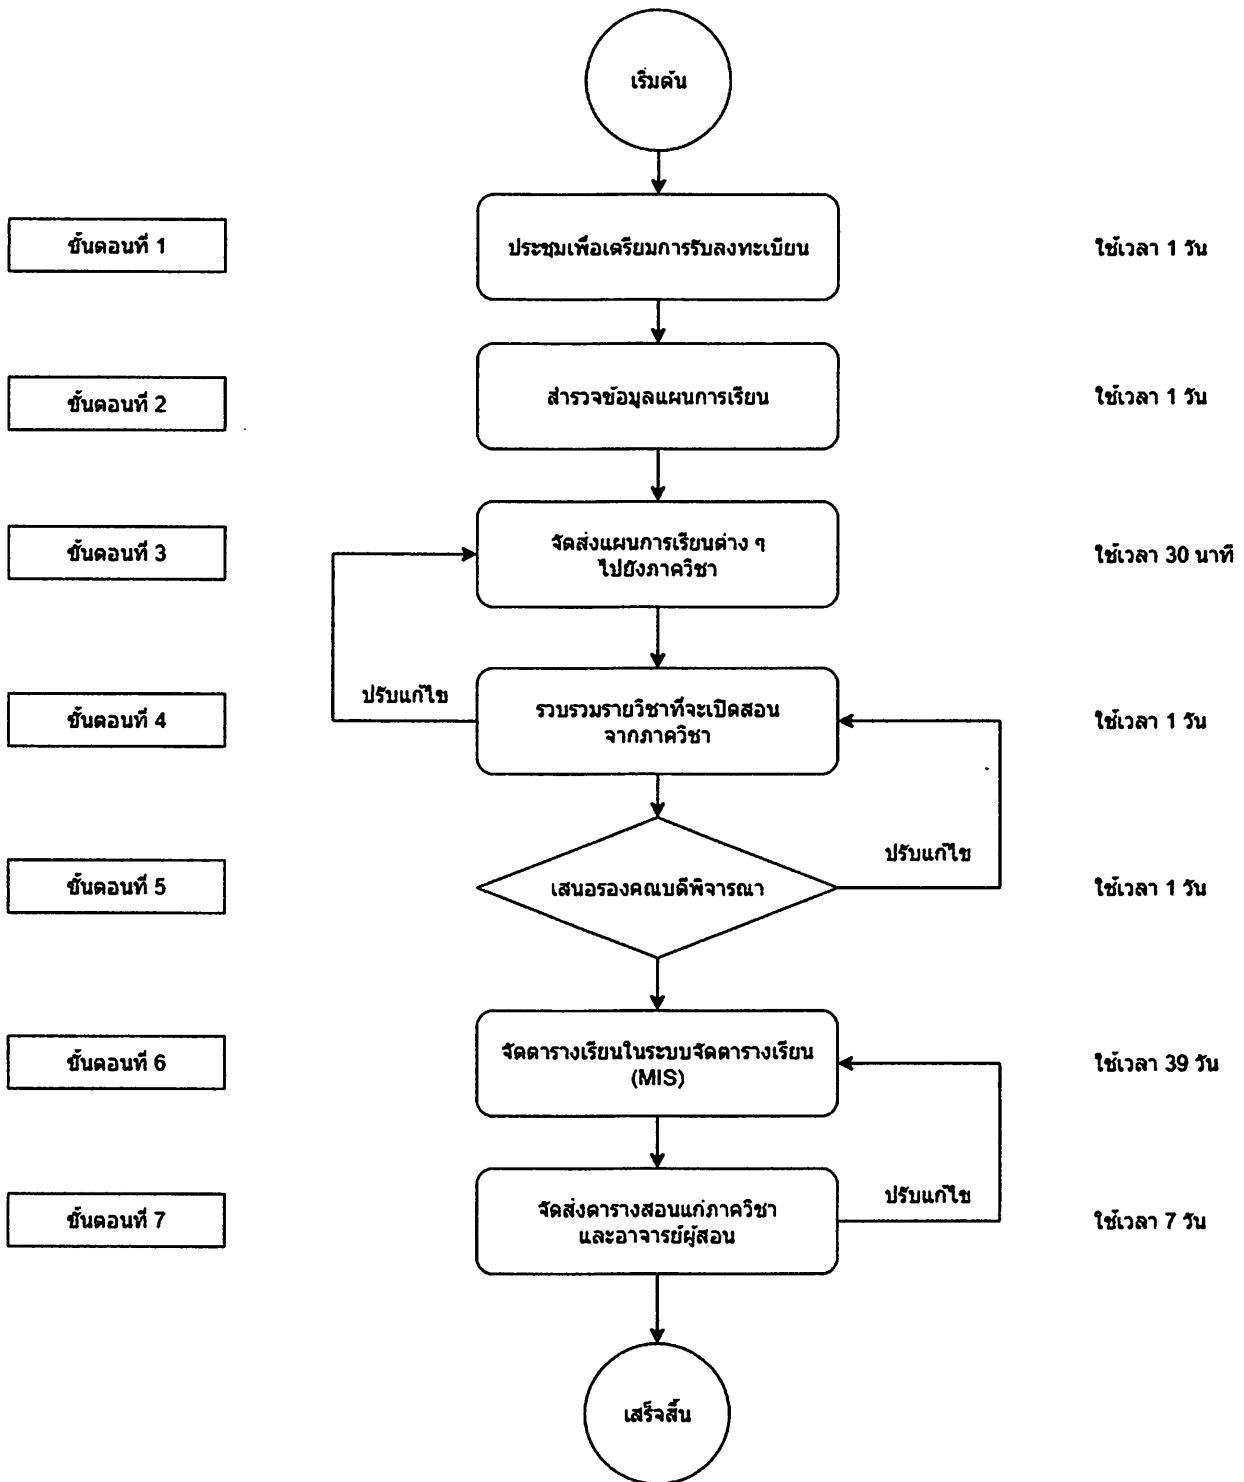 เริ่มต้น
ขั้นตอนที่ 1
ประชุมเพื่อเตรียมการรับลงทะเบียน
ใช้เวลา 1 วัน
ขั้นตอนที่ 2
สำรวจข้อมูลแผนการเรียน
ใช้เวลา 1 วัน
ขั้นตอนที่ 3
จัดส่งแผนการเรียนต่าง ๆ
ไปยังภาควิชา
ใช้เวลา 30 นาที
ขั้นตอนที่ 4
ปรับแก้ไข
รวบรวมรายวิชาที่จะเปิดสอน
จากภาควิชา
ใช้เวลา 1 วัน
ขั้นตอนที่ 5
เสนอรองคณบดีพิจารณา
ปรับแก้ไข
ใช้เวลา 1 วัน
ขั้นตอนที่ 6
จัดตารางเรียนในระบบจัดตารางเรียน
(MIS)
ใช้เวลา 39 วัน
ขั้นตอนที่ 7
จัดส่งตารางสอนแก่ภาควิชา
และอาจารย์ผู้สอน
ปรับแก้ไข
ใช้เวลา 7 วัน
เสร็จสิ้น